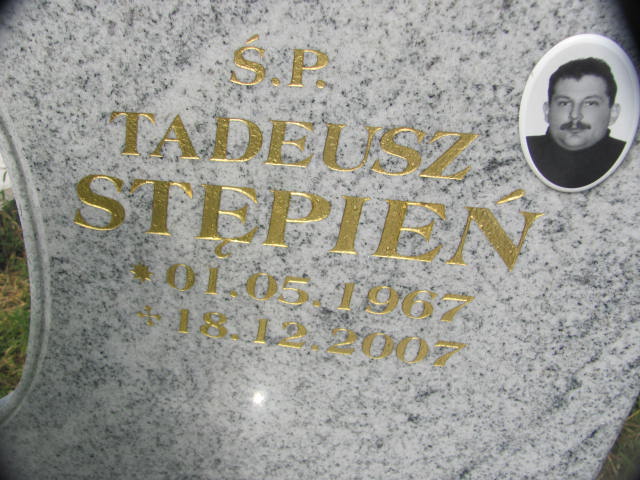 Ś.P.
TADEUSZ
STĘPIEŃ
* 01.05.1967
✢ 18.12.2007